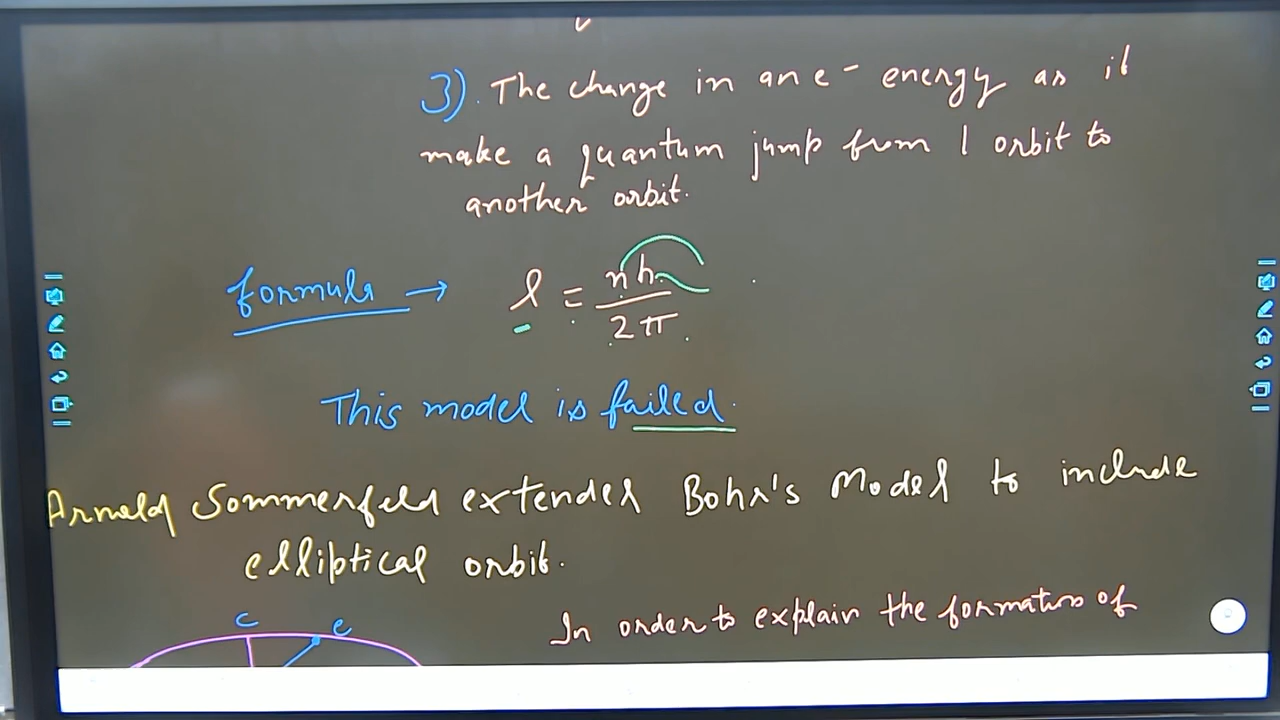 3). The change in an e⁻ energy as it
make a quantum jump from 1 orbit to
another orbit.
formula → l = nh / 2π
This model is failed.
Arnold Sommerfeld extended Bohr's Model to include
elliptical orbit.
c e
In order to explain the formation of